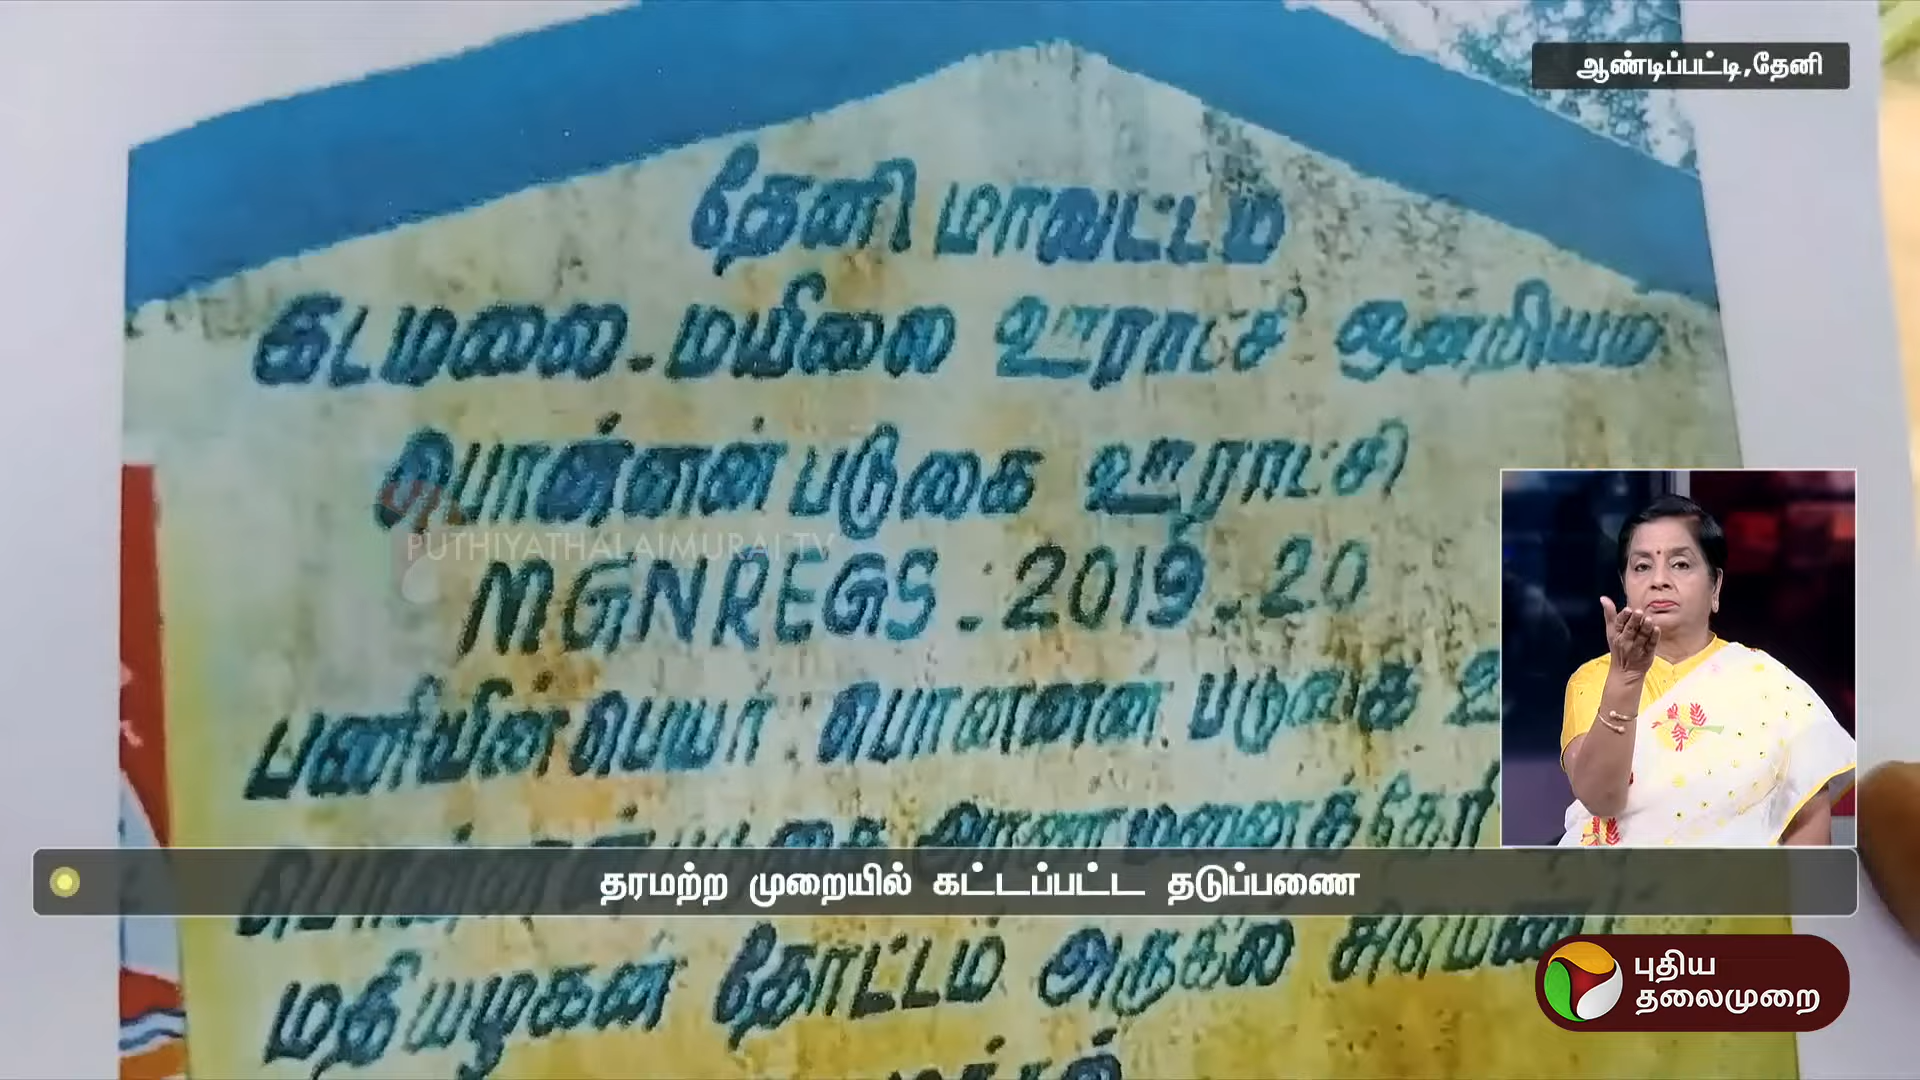 ஆண்டிப்பட்டி,தேனி
தேனி மாவட்டம்
கடமலை-மயிலை ஊராட்சி ஒன்றியம்
பொன்னன்படுகை ஊராட்சி
PUTHIYATHALAIMURAI TV
MGNREGS : 2019-20
பணியின் பெயர் : பொன்னன் படுகை
தரமற்ற முறையில் கட்டப்பட்ட தடுப்பணை
மதியழகன் தோட்டம் அருகில்
புதிய
தலைமுறை